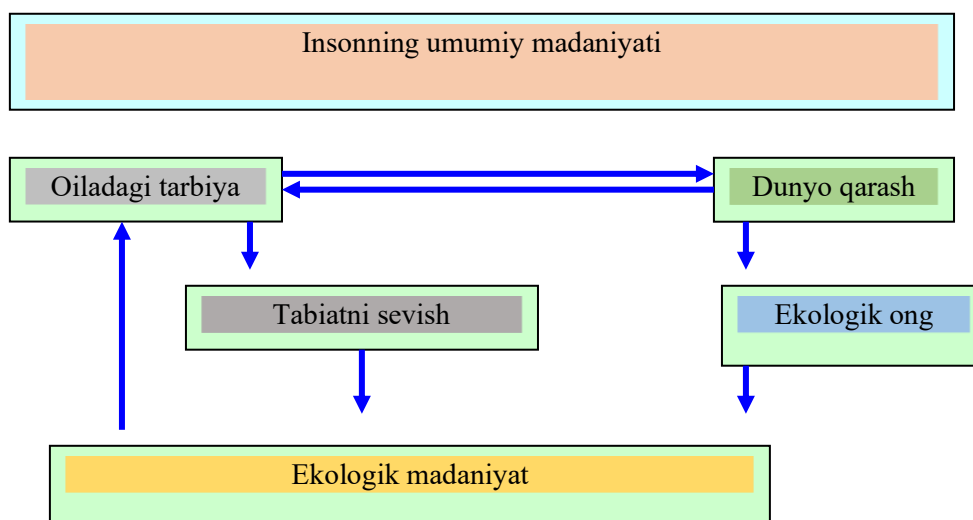 Insonning umumiy madaniyati
Oiladagi tarbiya
Dunyo qarash
Tabiatni sevish
Ekologik ong
Ekologik madaniyat